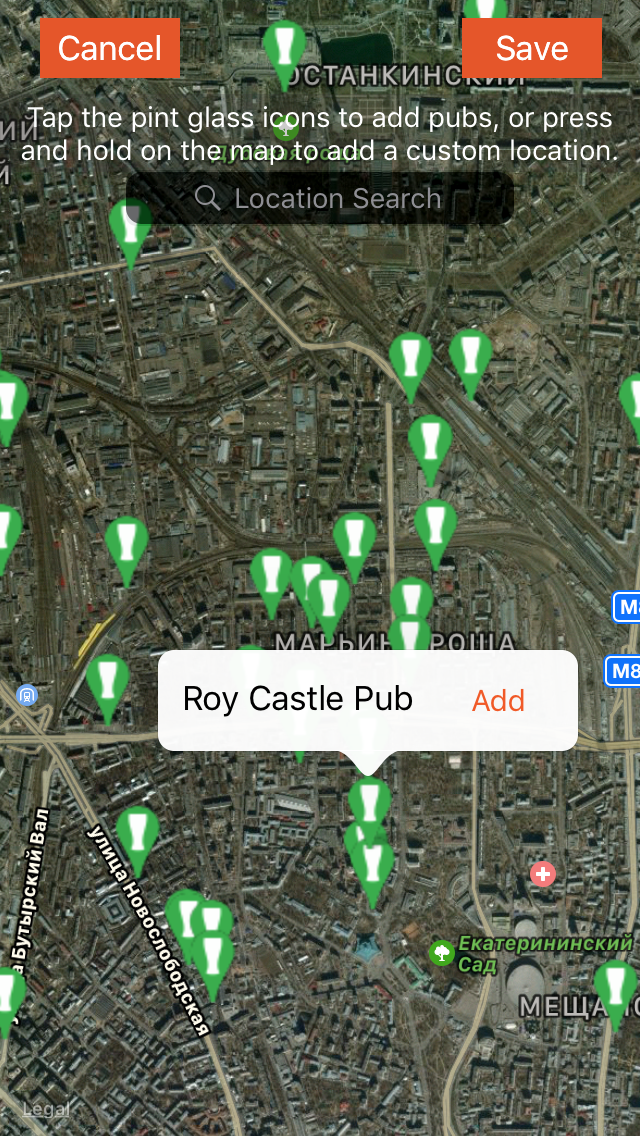 Cancel
Save
ОСТАНКИНСКИЙ
Tap the pint glass icons to add pubs, or press
and hold on the map to add a custom location.
Location Search
МАРЬИНА РОЩА
M8
Roy Castle Pub
Add
улица Новослободская
Бутырский Вал
Екатерининский
Сад
Legal